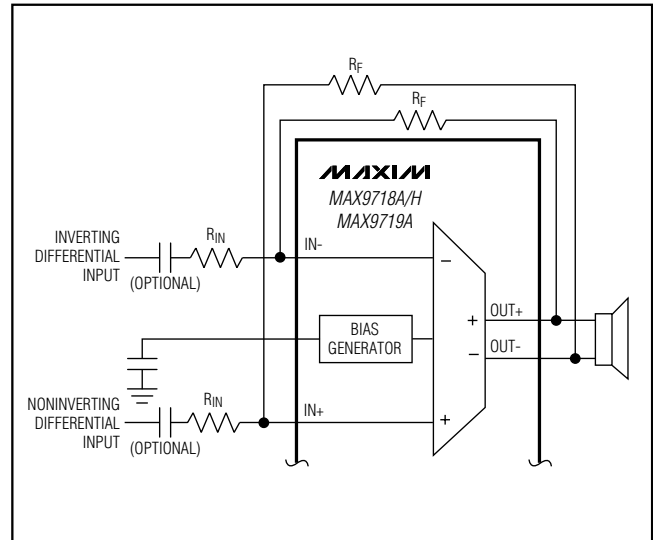 RF
RF
MAXIM
MAX9718A/H
MAX9719A
INVERTING
DIFFERENTIAL
INPUT
(OPTIONAL)
RIN
IN-
−
BIAS
GENERATOR
+
OUT+
−
OUT-
NONINVERTING
DIFFERENTIAL
INPUT
(OPTIONAL)
RIN
IN+
+